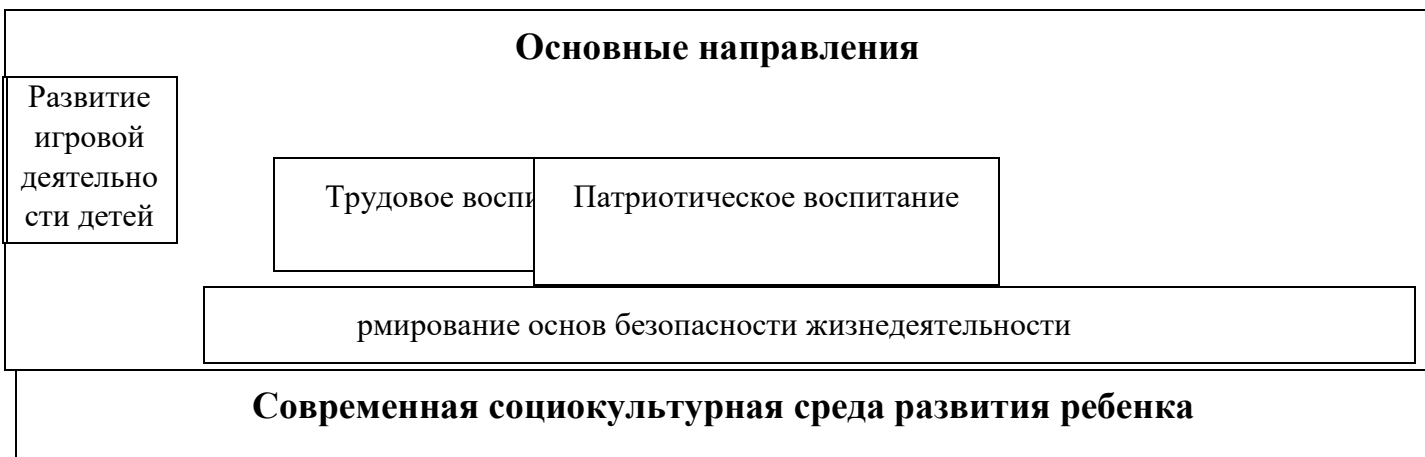 Основные направления
Развитие
игровой
деятельно
сти детей
Трудовое воспи
Патриотическое воспитание
рмирование основ безопасности жизнедеятельности
Современная социокультурная среда развития ребенка